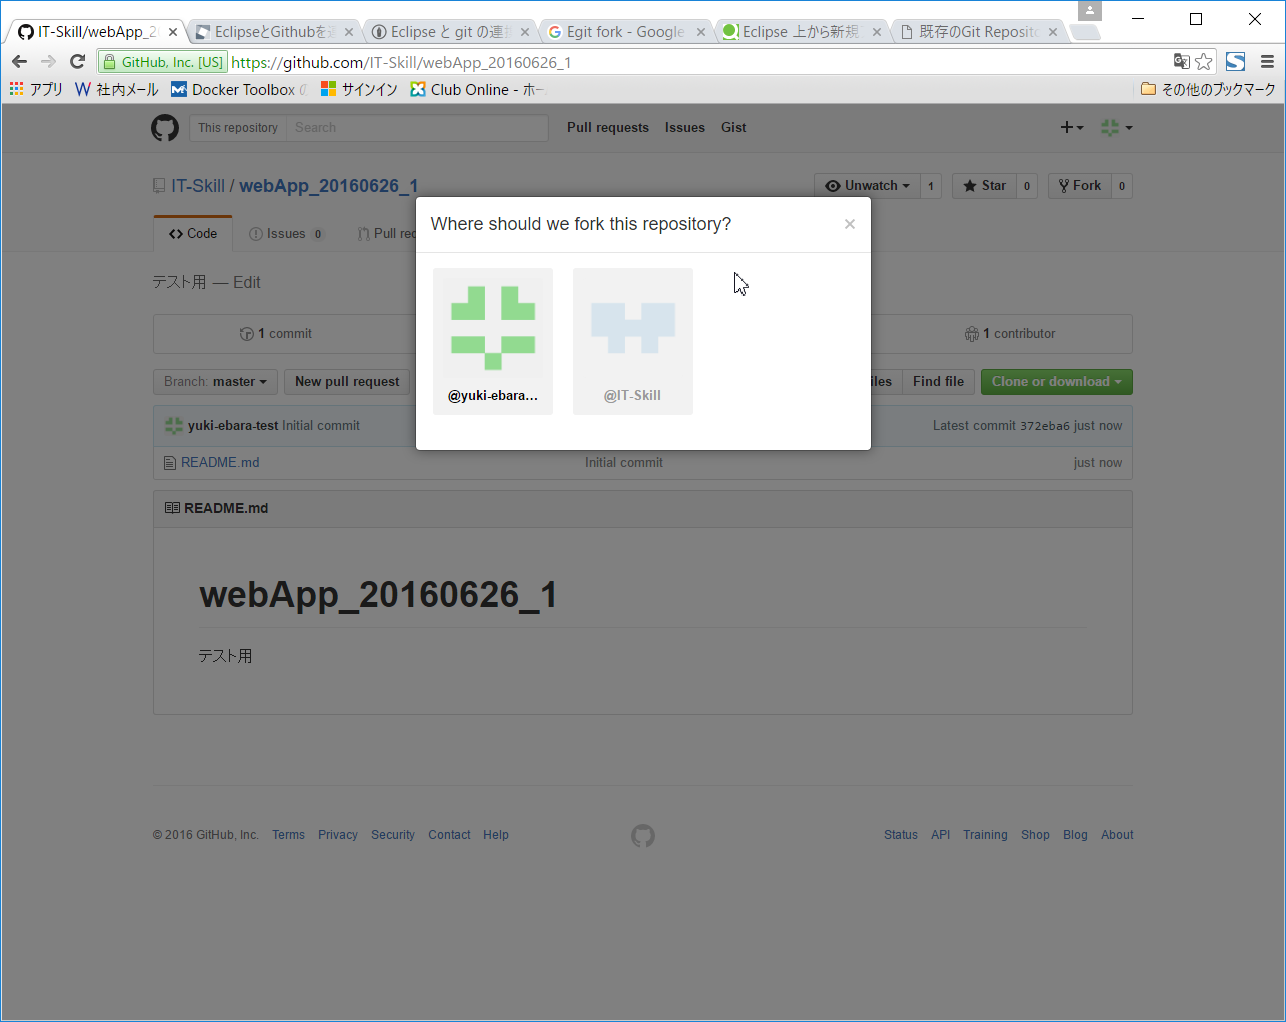 IT-Skill/webApp_2
EclipseとGithubを
Eclipse と git の連
Egit fork - Google
Eclipse 上から新規
既存のGit Reposito
GitHub, Inc. [US] https://github.com/IT-Skill/webApp_20160626_1
アプリ 社内メール Docker Toolbox サインイン Club Online - ホー その他のブックマーク
This repository Search Pull requests Issues Gist
IT-Skill / webApp_20160626_1 Unwatch 1 Star 0 Fork 0
Code Issues 0 Pull req
Where should we fork this repository?
@yuki-ebara... @IT-Skill
テスト用 — Edit
1 commit 1 contributor
Branch: master New pull request iles Find file Clone or download
yuki-ebara-test Initial commit Latest commit 372eba6 just now
README.md Initial commit just now
README.md
webApp_20160626_1
テスト用
© 2016 GitHub, Inc. Terms Privacy Security Contact Help Status API Training Shop Blog About